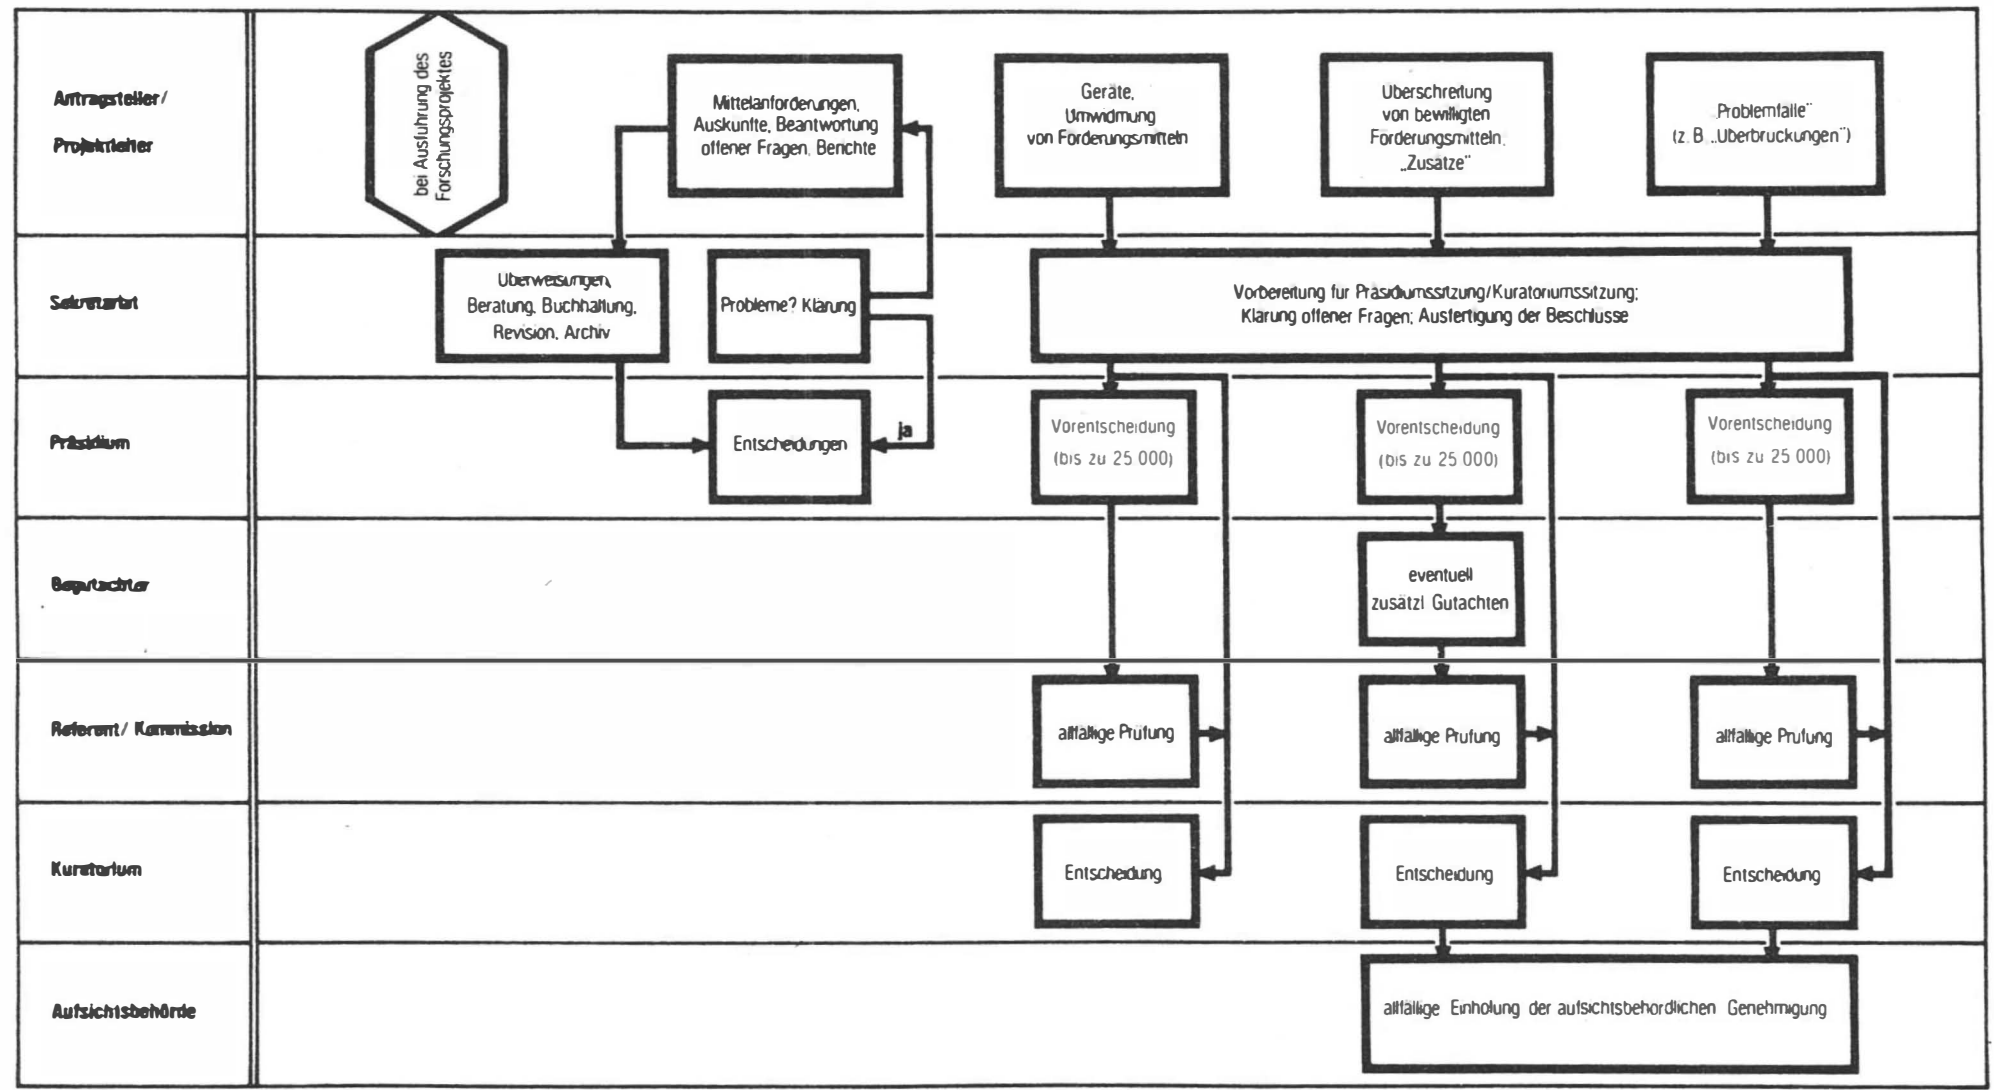 Antragsteller/
Projektleiter
bei Ausführung des
Forschungsprojektes
Mittelanforderungen,
Auskünfte, Beantwortung
offener Fragen, Berichte
Geräte,
Umwidmung
von Förderungsmitteln
Überschreitung
von bewilligten
Förderungsmitteln,
„Zusätze“
„Problemfälle“
(z. B. „Überbrückungen“)
Sekretariat
Überweisungen,
Beratung, Buchhaltung,
Revision, Archiv
Probleme? Klärung
Vorbereitung für Präsidiumssitzung/Kuratoriumssitzung;
Klärung offener Fragen; Ausfertigung der Beschlüsse
Präsidium
Entscheidungen
ja
Vorentscheidung
(bis zu 25 000)
Vorentscheidung
(bis zu 25 000)
Vorentscheidung
(bis zu 25 000)
Begutachter
eventuell
zusätzl Gutachten
Referent/ Kommission
allfällige Prüfung
allfällige Prüfung
allfällige Prüfung
Kuratorium
Entscheidung
Entscheidung
Entscheidung
Aufsichtsbehörde
allfällige Einholung der aufsichtsbehördlichen Genehmigung